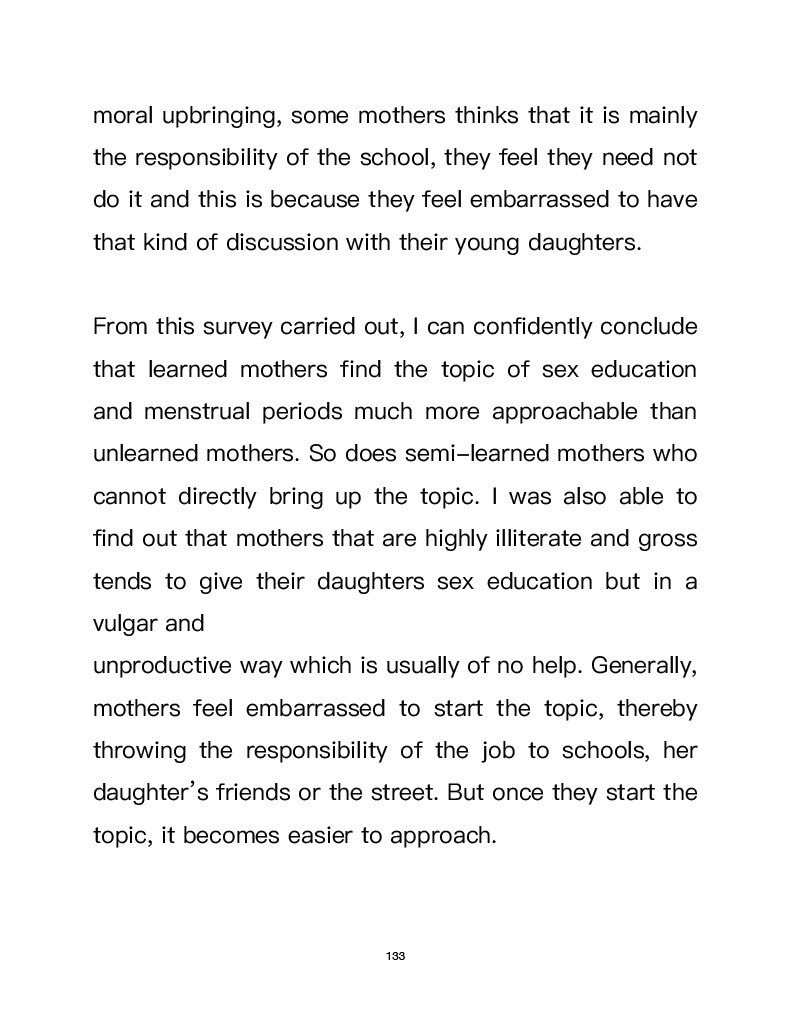 moral upbringing, some mothers thinks that it is mainly
the responsibility of the school, they feel they need not
do it and this is because they feel embarrassed to have
that kind of discussion with their young daughters.
From this survey carried out, I can confidently conclude
that learned mothers find the topic of sex education
and menstrual periods much more approachable than
unlearned mothers. So does semi-learned mothers who
cannot directly bring up the topic. I was also able to
find out that mothers that are highly illiterate and gross
tends to give their daughters sex education but in a
vulgar and
unproductive way which is usually of no help. Generally,
mothers feel embarrassed to start the topic, thereby
throwing the responsibility of the job to schools, her
daughter’s friends or the street. But once they start the
topic, it becomes easier to approach.
133